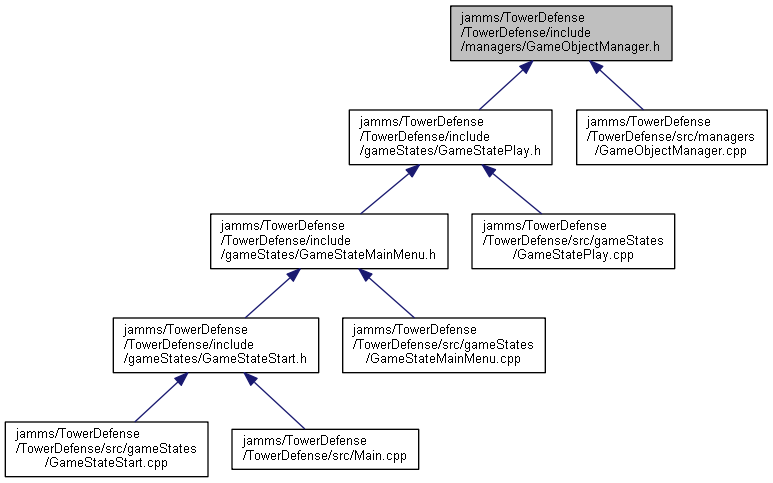 jamms/TowerDefense
/TowerDefense/include
/managers/GameObjectManager.h
jamms/TowerDefense
/TowerDefense/include
/gameStates/GameStatePlay.h
jamms/TowerDefense
/TowerDefense/src/managers
/GameObjectManager.cpp
jamms/TowerDefense
/TowerDefense/include
/gameStates/GameStateMainMenu.h
jamms/TowerDefense
/TowerDefense/src/gameStates
/GameStatePlay.cpp
jamms/TowerDefense
/TowerDefense/include
/gameStates/GameStateStart.h
jamms/TowerDefense
/TowerDefense/src/gameStates
/GameStateMainMenu.cpp
jamms/TowerDefense
/TowerDefense/src/gameStates
/GameStateStart.cpp
jamms/TowerDefense
/TowerDefense/src/Main.cpp